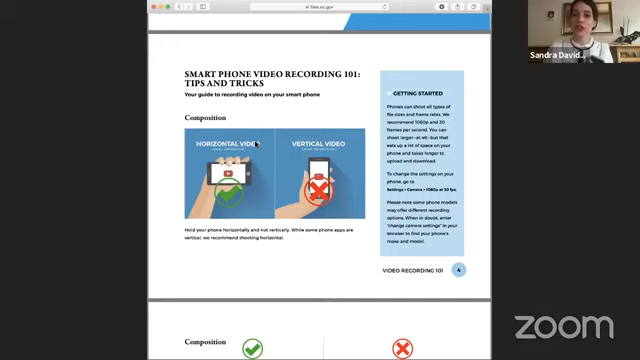 files.nc.gov
Sandra David...
SMART PHONE VIDEO RECORDING 101:
TIPS AND TRICKS
Your guide to recording video on your smart phone
Composition
HORIZONTAL VIDEO
VERTICAL VIDEO
Hold your phone horizontally and not vertically. While some phone apps are
vertical, we recommend shooting horizontal.
GETTING STARTED
Phones can shoot all types of
file sizes and frame rates. We
recommend 1080p and 30
frames per second. You can
shoot larger—at 4K—but that
eats up a lot of space on your
phone and takes longer to
upload and download.
To change the settings on your
phone, go to
Settings > Camera > 1080p at 30 fps.
Please note some phone models
may offer different recording
options. When in doubt, enter
"change camera settings" in your
browser to find your phone's
make and model.
VIDEO RECORDING 101
4
Composition
zoom